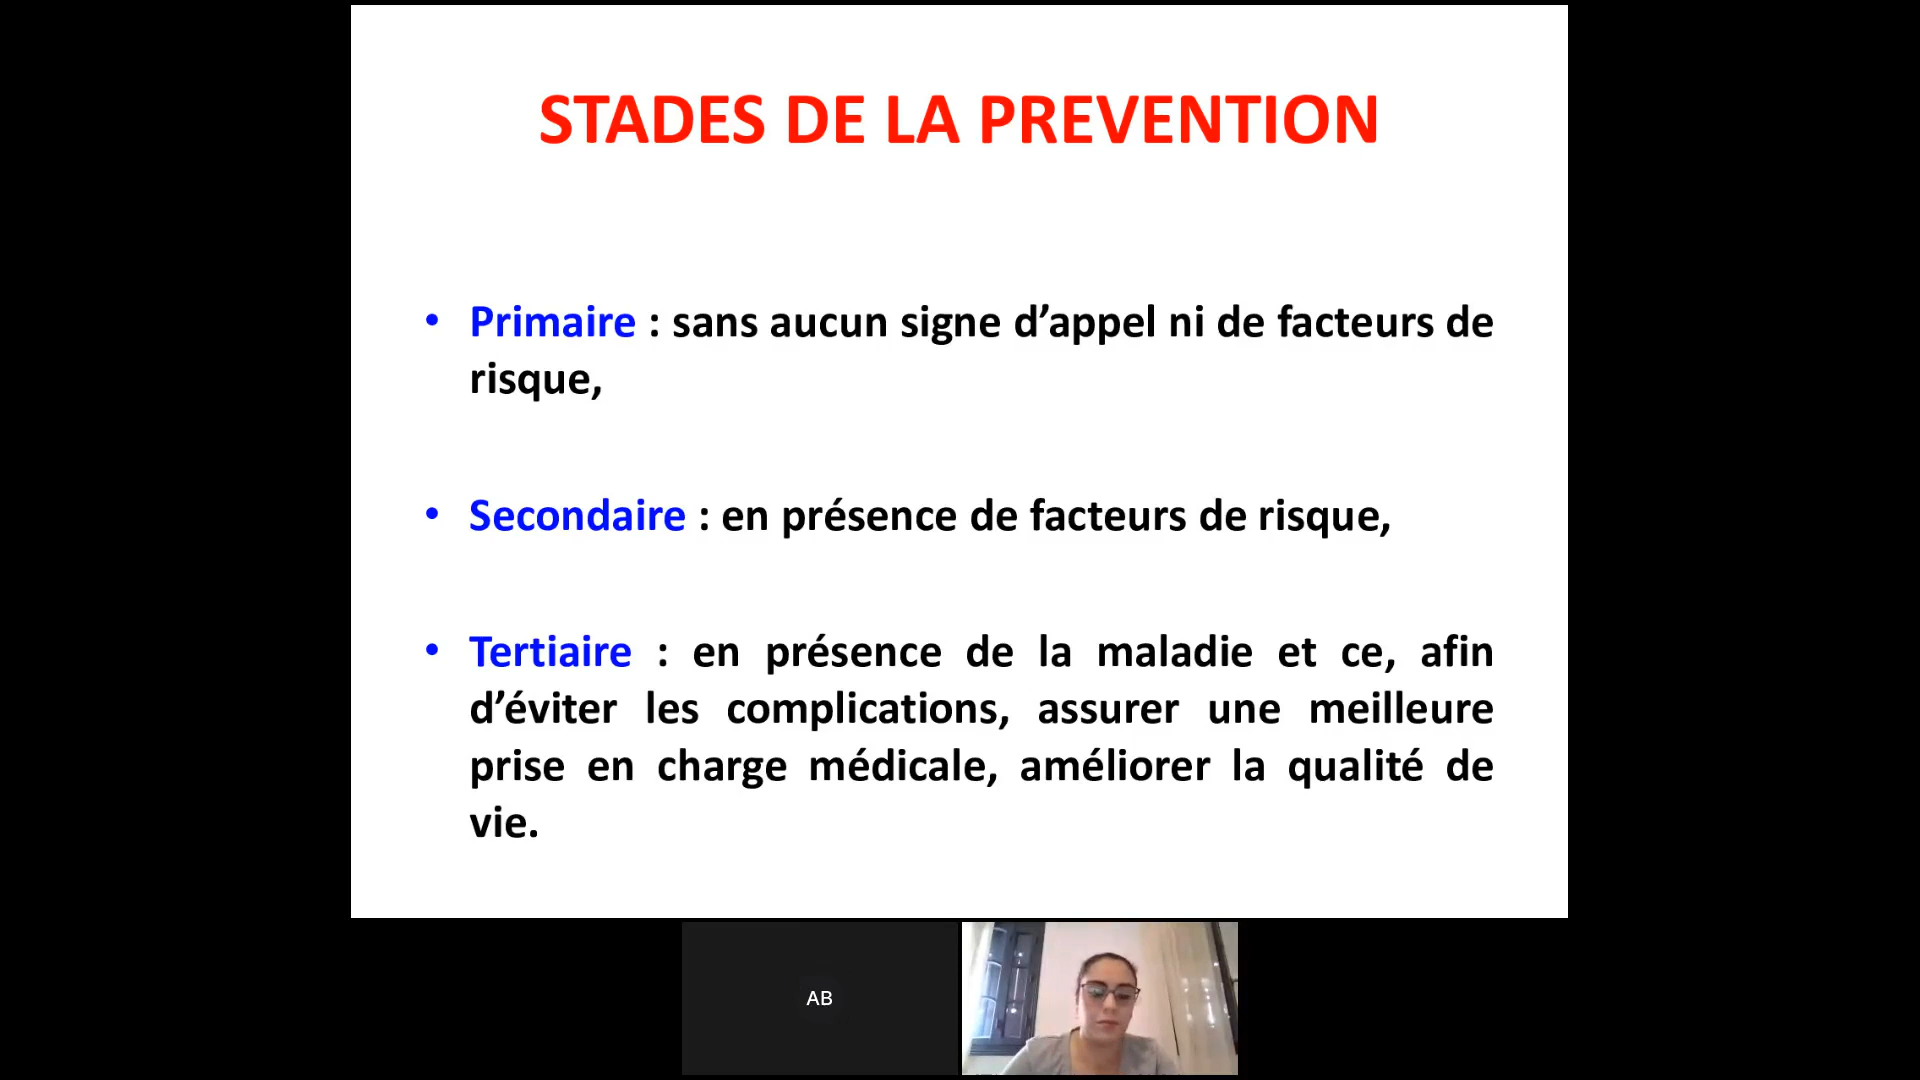 STADES DE LA PREVENTION
• Primaire : sans aucun signe d’appel ni de facteurs de
risque,
• Secondaire : en présence de facteurs de risque,
• Tertiaire : en présence de la maladie et ce, afin
d’éviter les complications, assurer une meilleure
prise en charge médicale, améliorer la qualité de
vie.
AB